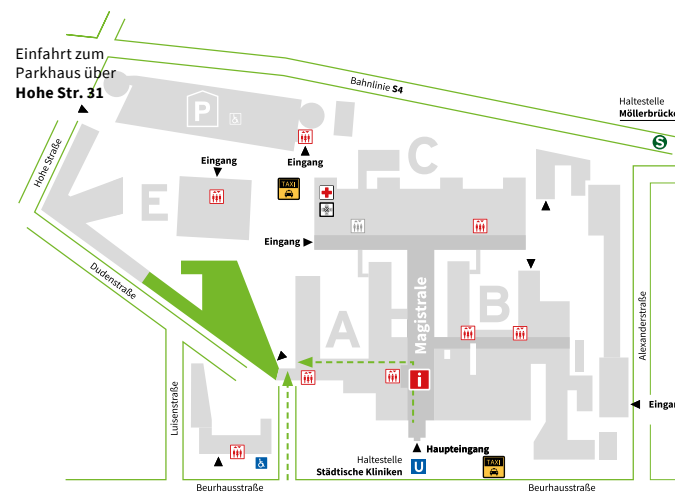 Einfahrt zum
Parkhaus über
Hohe Str. 31
Bahnlinie S4
Haltestelle
Möllerbrücke
S
P
Hohe Straße
Eingang
Eingang
TAXI
C
E
Eingang
Dudenstraße
A
Magistrale
B
Alexanderstraße
i
Luisenstraße
Eingan
Haupteingang
Haltestelle
Städtische Kliniken
U
TAXI
Beurhausstraße
Beurhausstraße